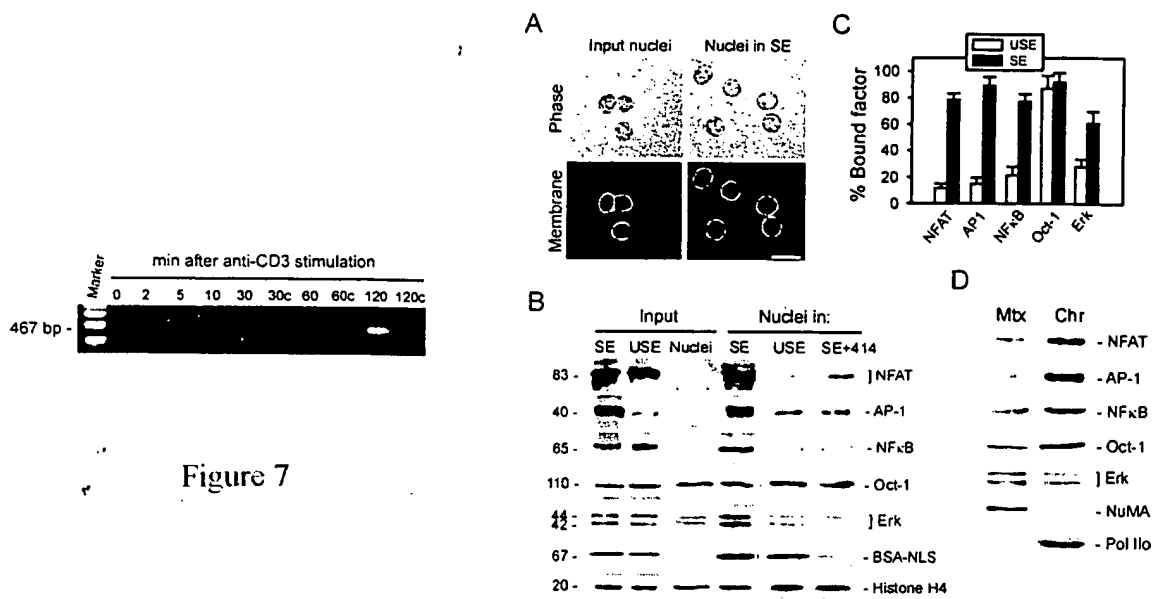 min after anti-CD3 stimulation
Marker
0 2 5 10 30 30c 60 60c 120 120c
467 bp -
Figure 7
A
Input nuclei Nuclei in SE
Phase
Membrane
B
Input Nuclei in:
SE USE Nuclei SE USE SE+414
83 - ] NFAT
40 - - AP-1
65 - - NFκB
110 - - Oct-1
44 -
42 - ] Erk
67 - - BSA-NLS
20 - - Histone H4
C
USE
SE
% Bound factor
100
80
60
40
20
0
NFAT AP1 NFκB Oct-1 Erk
D
Mtx Chr
- NFAT
- AP-1
- NFκB
- Oct-1
] Erk
- NuMA
- Pol IIo